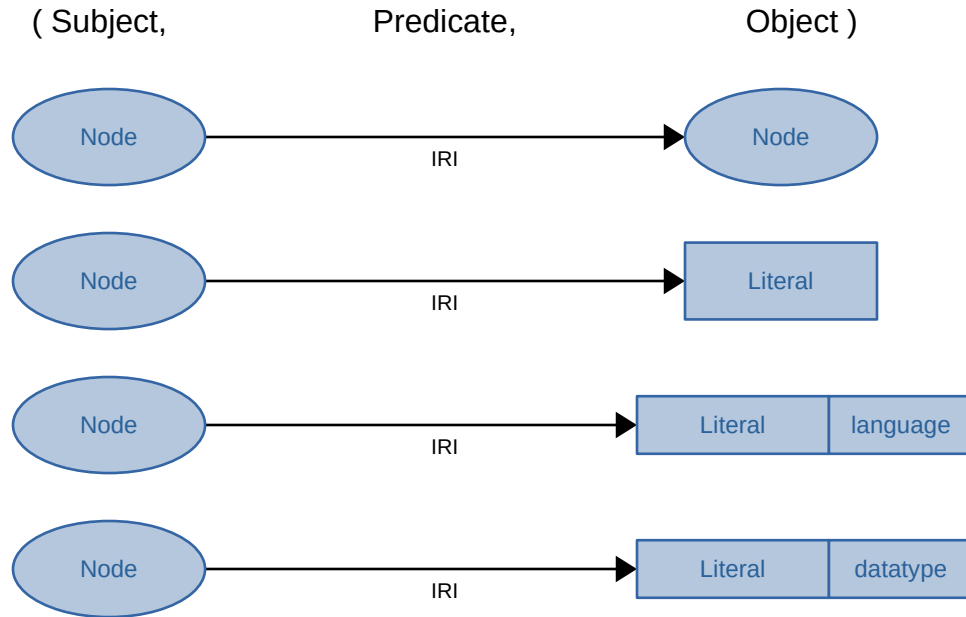 ( Subject, Predicate, Object )
Node IRI Node
Node IRI Literal
Node IRI Literal language
Node IRI Literal datatype